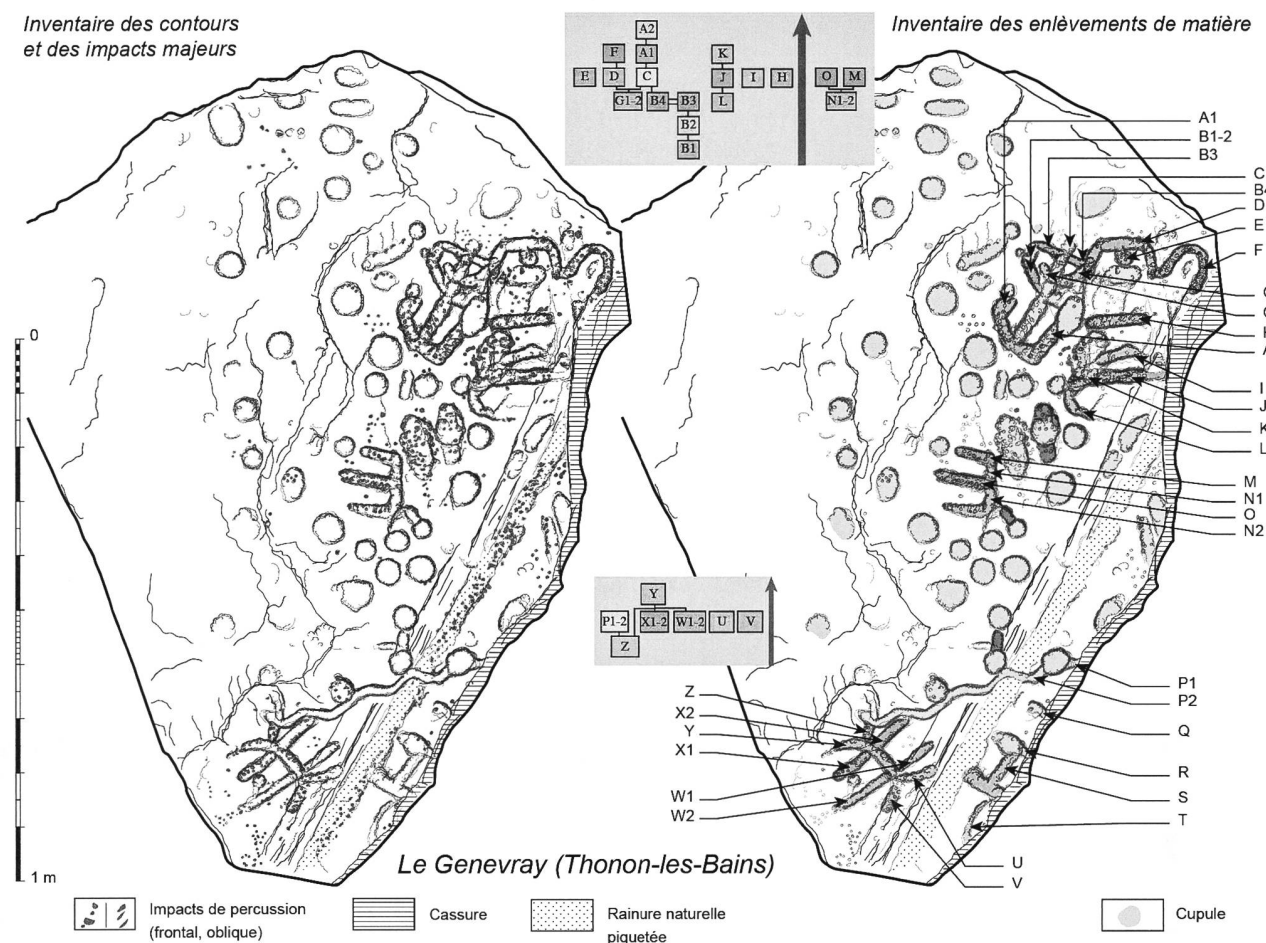 Inventaire des contours
et des impacts majeurs
Inventaire des enlèvements de matière
A2
F A1 K
E D C J I H O M
G1-2 B4 B3 L N1-2
B2
B1
A1
B1-2
B3
C
B4
D
E
F
I
J
K
L
M
N1
O
N2
0
Y
P1-2 X1-2 W1-2 U V
Z
P1
P2
Z
X2
Y
X1
Q
R
S
T
W1
W2
U
V
1 m
Le Genevray (Thonon-les-Bains)
Impacts de percussion
(frontal, oblique)
Cassure
Rainure naturelle
piquetée
Cupule